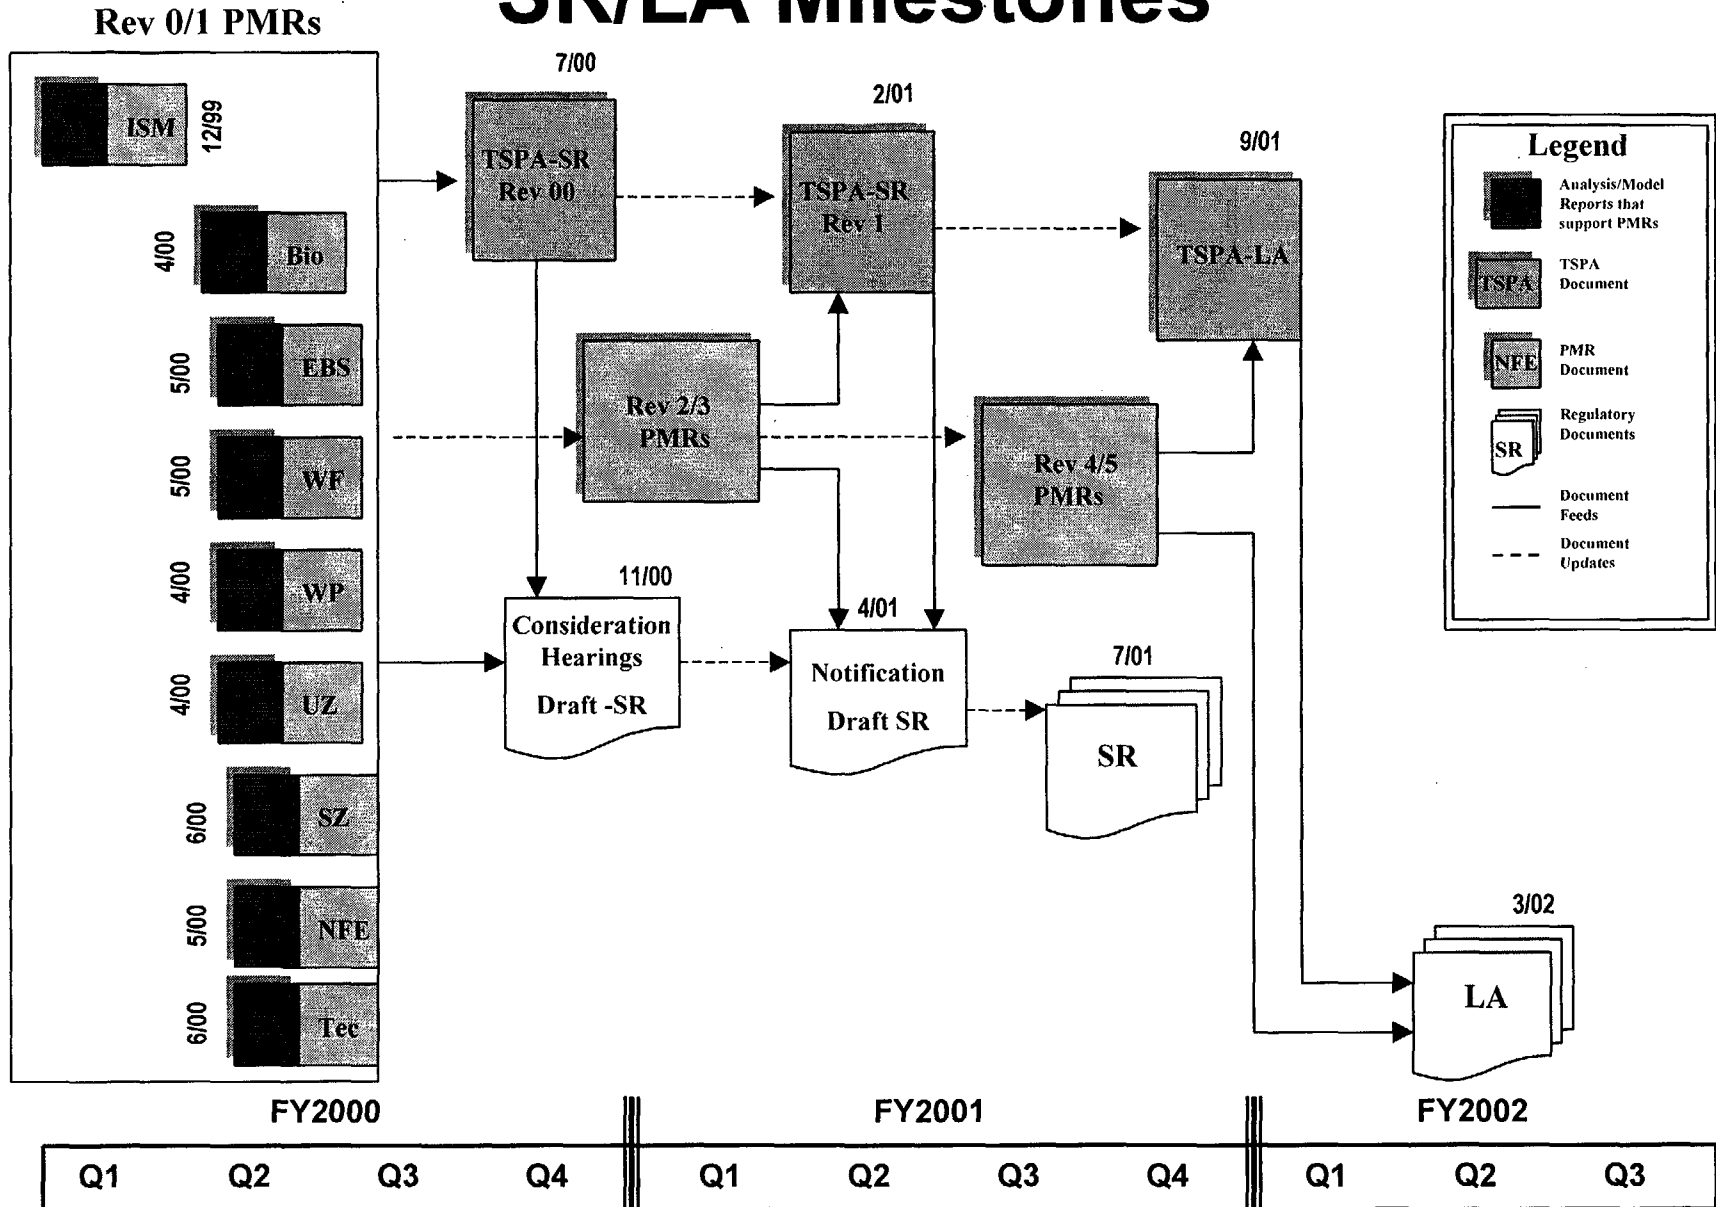 SR/LA Milestones
Rev 0/1 PMRs
ISM
12/99
Bio
4/00
EBS
5/00
WF
5/00
WP
4/00
UZ
4/00
SZ
6/00
NFE
5/00
Tec
6/00
7/00
TSPA-SR
Rev 00
2/01
TSPA-SR
Rev 1
9/01
TSPA-LA
Rev 2/3
PMRs
Rev 4/5
PMRs
11/00
Consideration
Hearings
Draft -SR
4/01
Notification
Draft SR
7/01
SR
3/02
LA
Legend
Analysis/Model
Reports that
support PMRs
TSPA
TSPA
Document
NFE
PMR
Document
SR
Regulatory
Documents
Document
Feeds
Document
Updates
FY2000
FY2001
FY2002
Q1 Q2 Q3 Q4 Q1 Q2 Q3 Q4 Q1 Q2 Q3